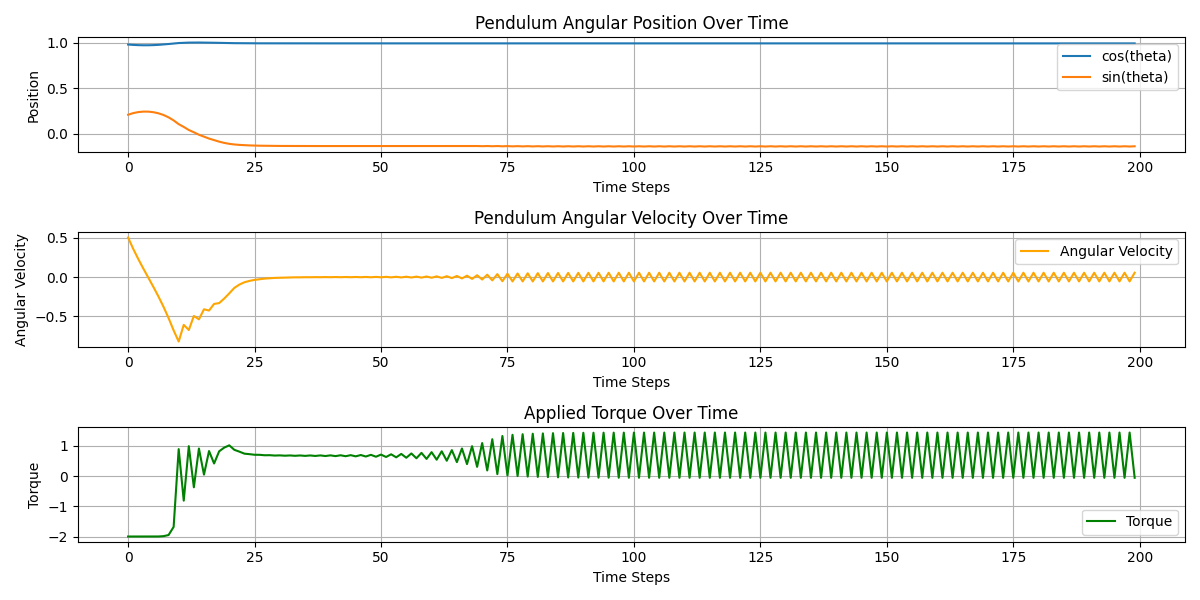 Pendulum Angular Position Over Time
Position
1.0
0.5
0.0
cos(theta)
sin(theta)
0 25 50 75 100 125 150 175 200
Time Steps
Pendulum Angular Velocity Over Time
Angular Velocity
0.5
0.0
−0.5
Angular Velocity
0 25 50 75 100 125 150 175 200
Time Steps
Applied Torque Over Time
Torque
1
0
−1
−2
Torque
0 25 50 75 100 125 150 175 200
Time Steps